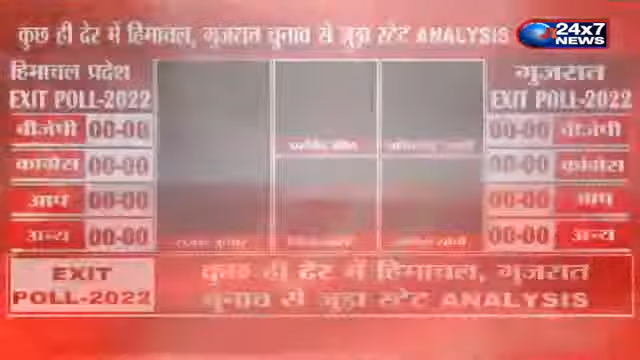 कुछ ही देर में हिमाचल, गुजरात चुनाव से जुड़ा स्टेट ANALYSIS
24x7
NEWS
हिमाचल प्रदेश
EXIT POLL-2022
बीजेपी 00-00
कांग्रेस 00-00
आप 00-00
अन्य 00-00
गुजरात
EXIT POLL-2022
00-00 बीजेपी
00-00 कांग्रेस
00-00 आप
00-00 अन्य
EXIT
POLL-2022
कुछ ही देर में हिमाचल, गुजरात
चुनाव से जुड़ा स्टेट ANALYSIS